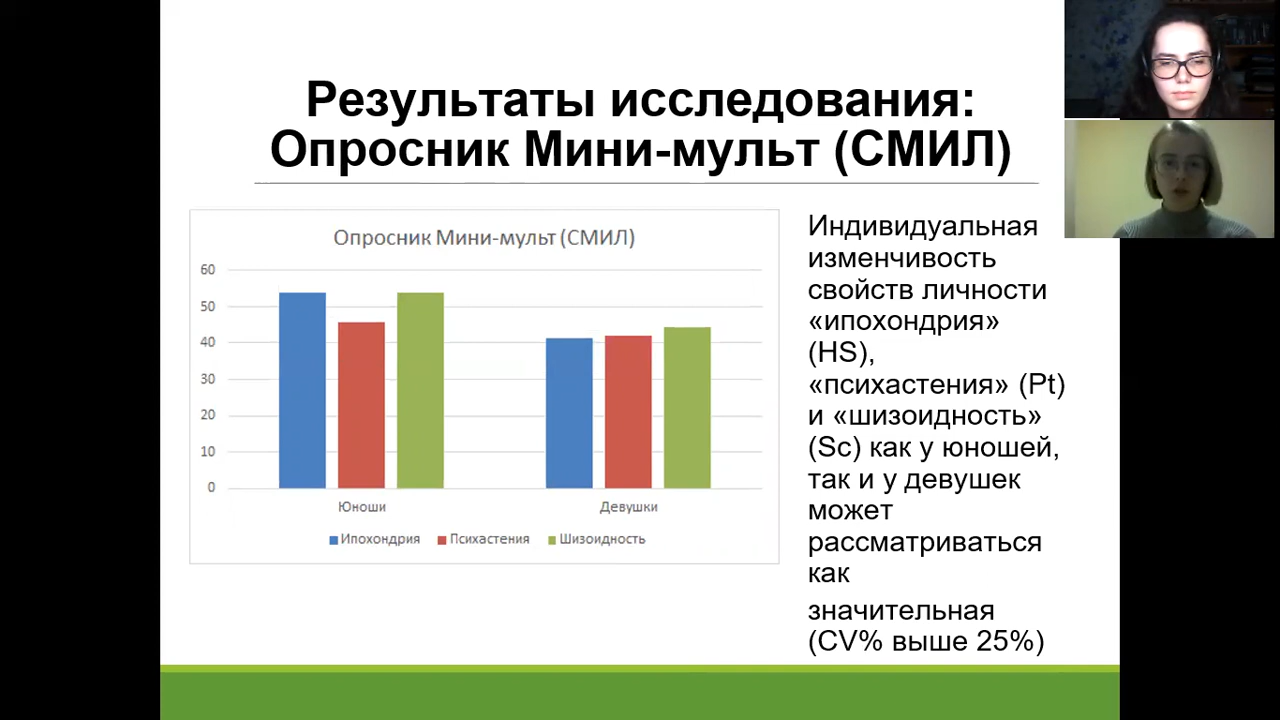 Результаты исследования:
Опросник Мини-мульт (СМИЛ)
Опросник Мини-мульт (СМИЛ)
60
50
40
30
20
10
0
Юноши
Девушки
Ипохондрия
Психастения
Шизоидность
Индивидуальная
изменчивость
свойств личности
«ипохондрия»
(HS),
«психастения» (Pt)
и «шизоидность»
(Sc) как у юношей,
так и у девушек
может
рассматриваться
как
значительная
(CV% выше 25%)